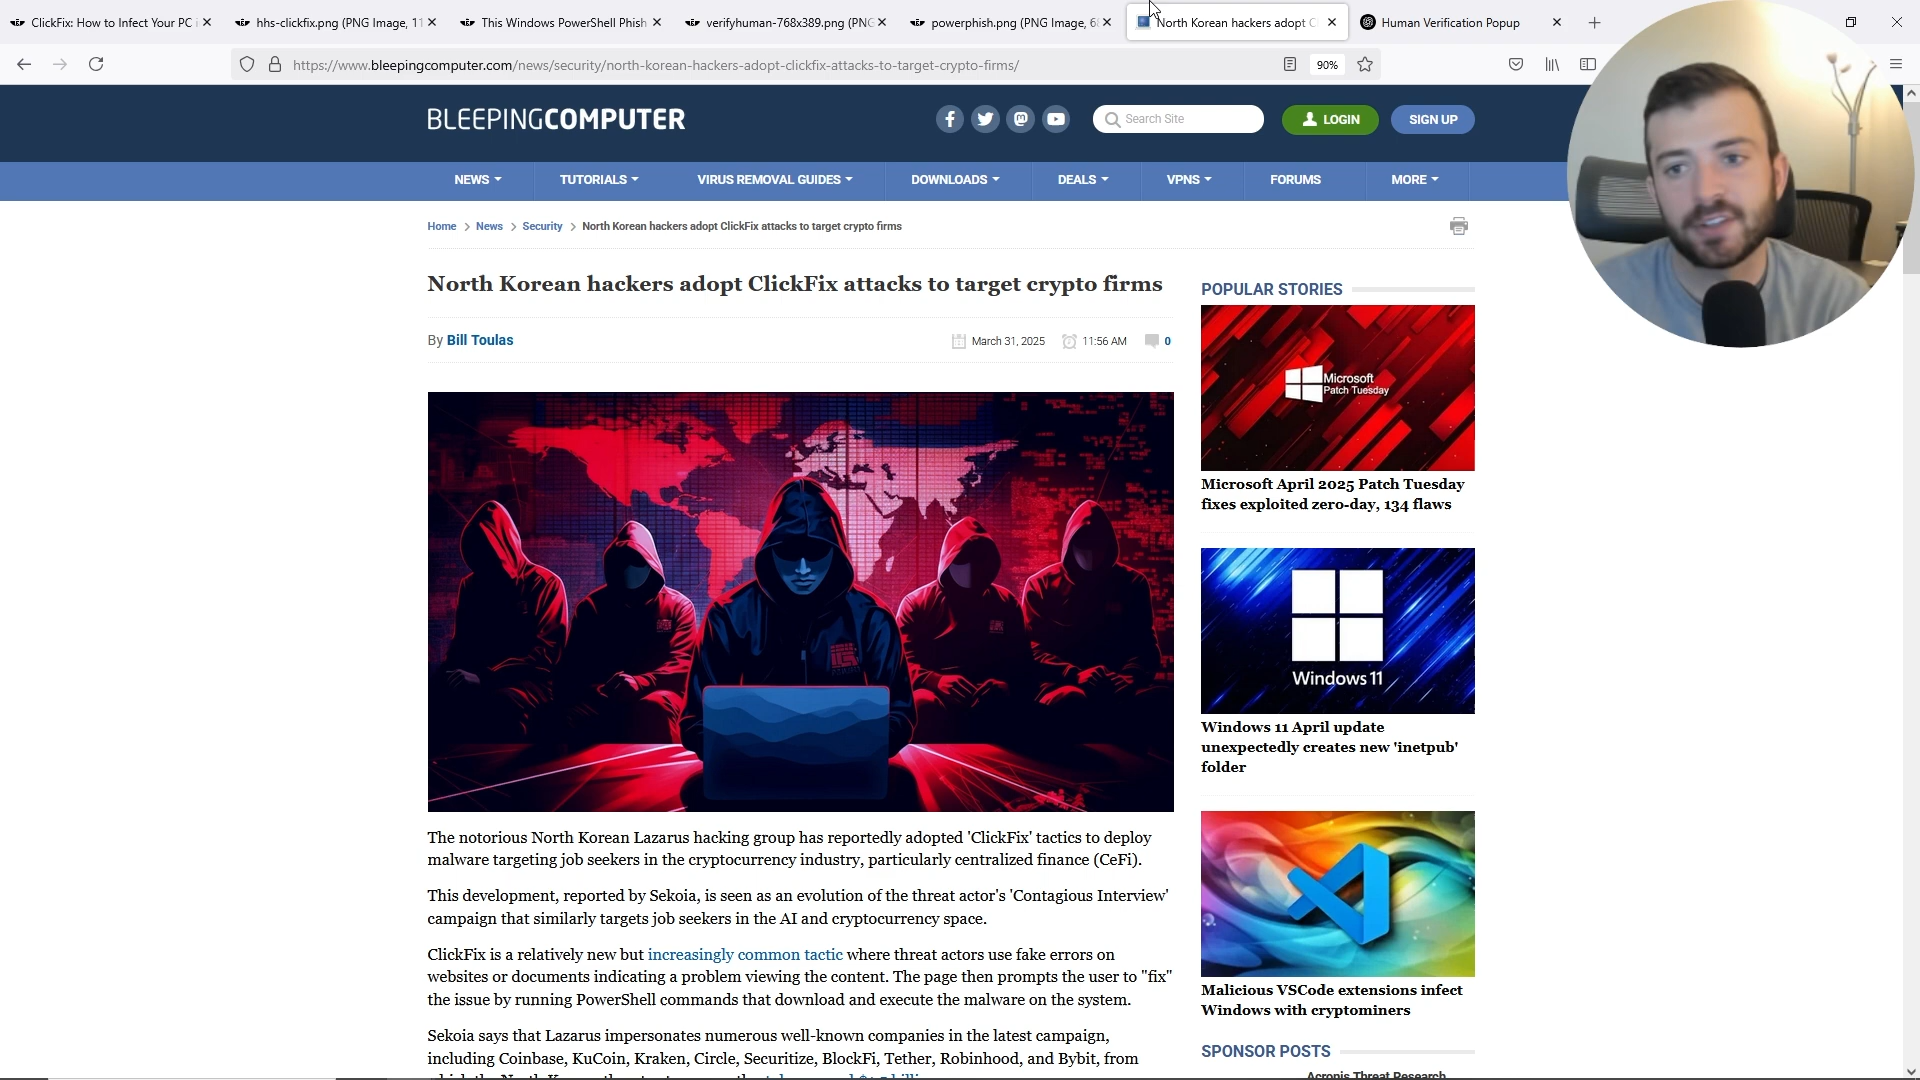 ClickFix: How to Infect Your PC i
hhs-clickfix.png (PNG Image, 11
This Windows PowerShell Phish
verifyhuman-768x389.png (PNG
powerphish.png (PNG Image, 6
North Korean hackers adopt C
Human Verification Popup
https://www.bleepingcomputer.com/news/security/north-korean-hackers-adopt-clickfix-attacks-to-target-crypto-firms/
90%
BLEEPINGCOMPUTER
Search Site
LOGIN
SIGN UP
NEWS
TUTORIALS
VIRUS REMOVAL GUIDES
DOWNLOADS
DEALS
VPNS
FORUMS
MORE
Home > News > Security > North Korean hackers adopt ClickFix attacks to target crypto firms
North Korean hackers adopt ClickFix attacks to target crypto firms
By Bill Toulas
March 31, 2025
11:56 AM
0
The notorious North Korean Lazarus hacking group has reportedly adopted 'ClickFix' tactics to deploy
malware targeting job seekers in the cryptocurrency industry, particularly centralized finance (CeFi).
This development, reported by Sekoia, is seen as an evolution of the threat actor's 'Contagious Interview'
campaign that similarly targets job seekers in the AI and cryptocurrency space.
ClickFix is a relatively new but increasingly common tactic where threat actors use fake errors on
websites or documents indicating a problem viewing the content. The page then prompts the user to "fix"
the issue by running PowerShell commands that download and execute the malware on the system.
Sekoia says that Lazarus impersonates numerous well-known companies in the latest campaign,
including Coinbase, KuCoin, Kraken, Circle, Securitize, BlockFi, Tether, Robinhood, and Bybit, from
POPULAR STORIES
Microsoft
Patch Tuesday
Microsoft April 2025 Patch Tuesday
fixes exploited zero-day, 134 flaws
Windows 11
Windows 11 April update
unexpectedly creates new 'inetpub'
folder
Malicious VSCode extensions infect
Windows with cryptominers
SPONSOR POSTS
Acronis Threat Research